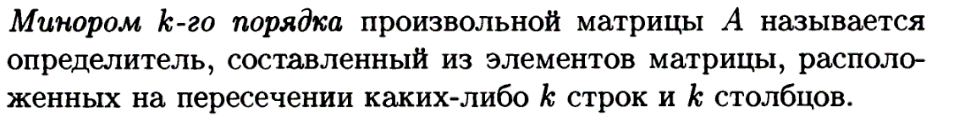 Минором k-го порядка произвольной матрицы A называется
определитель, составленный из элементов матрицы, располо-
женных на пересечении каких-либо k строк и k столбцов.